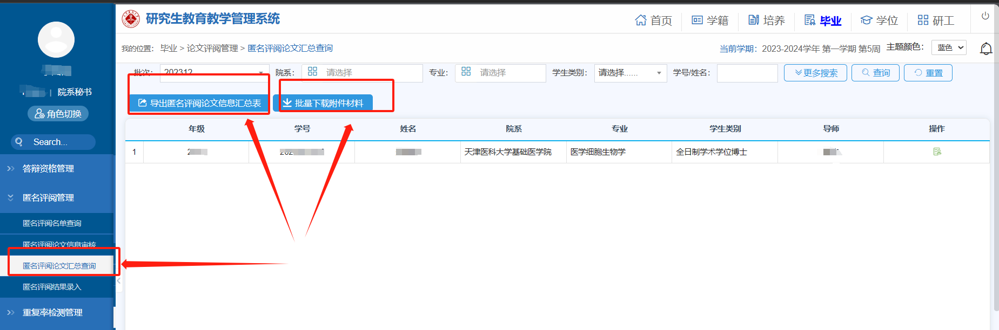 研究生教育教学管理系统
首页
学籍
培养
毕业
学位
研工
我的位置： 毕业 > 论文评阅管理 > 匿名评阅论文汇总查询
当前学期：2023-2024学年 第一学期 第5周 主题颜色： 蓝色
院系秘书
角色切换
Search...
答辩资格管理
匿名评阅管理
匿名评阅名单查询
匿名评阅论文信息审核
匿名评阅论文汇总查询
匿名评阅结果录入
重复率检测管理
批次： 202312 院系： 请选择 专业： 请选择 学生类别： 请选择...... 学号/姓名： 更多搜索 查询 重置
导出匿名评阅论文信息汇总表 批量下载附件材料
年级 学号 姓名 院系 专业 学生类别 导师 操作
1 天津医科大学基础医学院 医学细胞生物学 全日制学术学位博士